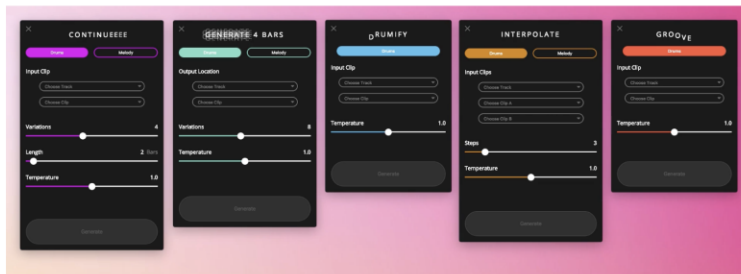 CONTINUEEEE
Drums
Melody
Input Clip
Choose Track
Choose Clip
Variations 4
Length 2 Bars
Temperature 1.0
Generate
GENERATE 4 BARS
Drums
Melody
Output Location
Choose Track
Choose Clip
Variations 8
Temperature 1.0
Generate
DRUMIFY
Drums
Input Clip
Choose Track
Choose Clip
Temperature 1.0
Generate
INTERPOLATE
Drums
Melody
Input Clips
Choose Track
Choose Clip A
Choose Clip B
Steps 3
Temperature 1.0
Generate
GROOVE
Drums
Input Clip
Choose Track
Choose Clip
Temperature 1.0
Generate